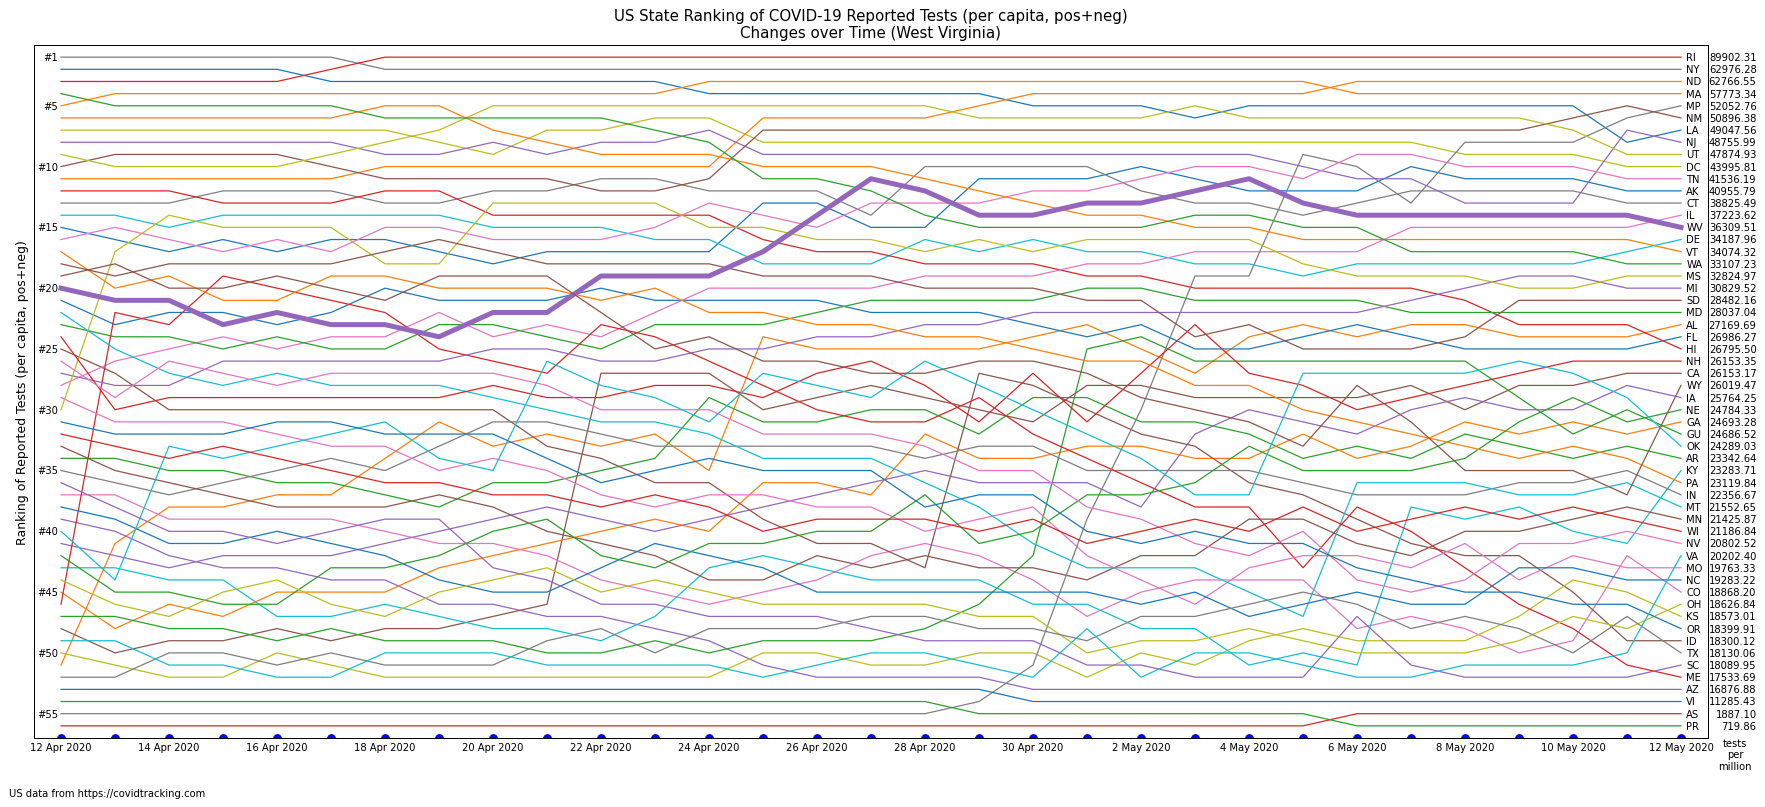 US State Ranking of COVID-19 Reported Tests (per capita, pos+neg)
Changes over Time (West Virginia)
Ranking of Reported Tests (per capita, pos+neg)
#1
#5
#10
#15
#20
#25
#30
#35
#40
#45
#50
#55
RI 89902.31
NY 62976.28
ND 62766.55
MA 57773.34
MP 52052.76
NM 50896.38
LA 49047.56
NJ 48755.99
UT 47874.93
DC 43995.81
TN 41536.19
AK 40955.79
CT 38825.49
IL 37223.62
WV 36309.51
DE 34187.96
VT 34074.32
WA 33107.23
MS 32824.97
MI 30829.52
SD 28482.16
MD 28037.04
AL 27169.69
FL 26986.27
HI 26795.50
NH 26153.35
CA 26153.17
WY 26019.47
IA 25764.25
NE 24784.33
GA 24693.28
GU 24686.52
OK 24289.03
AR 23342.64
KY 23283.71
PA 23119.84
IN 22356.67
MT 21552.65
MN 21425.87
WI 21186.84
NV 20802.52
VA 20202.40
MO 19763.33
NC 19283.22
CO 18868.20
OH 18626.84
KS 18573.01
OR 18399.91
ID 18300.12
TX 18130.06
SC 18089.95
ME 17533.69
AZ 16876.88
VI 11285.43
AS 1887.10
PR 719.86
12 Apr 2020 14 Apr 2020 16 Apr 2020 18 Apr 2020 20 Apr 2020 22 Apr 2020 24 Apr 2020 26 Apr 2020 28 Apr 2020 30 Apr 2020 2 May 2020 4 May 2020 6 May 2020 8 May 2020 10 May 2020 12 May 2020
tests
per
million
US data from https://covidtracking.com